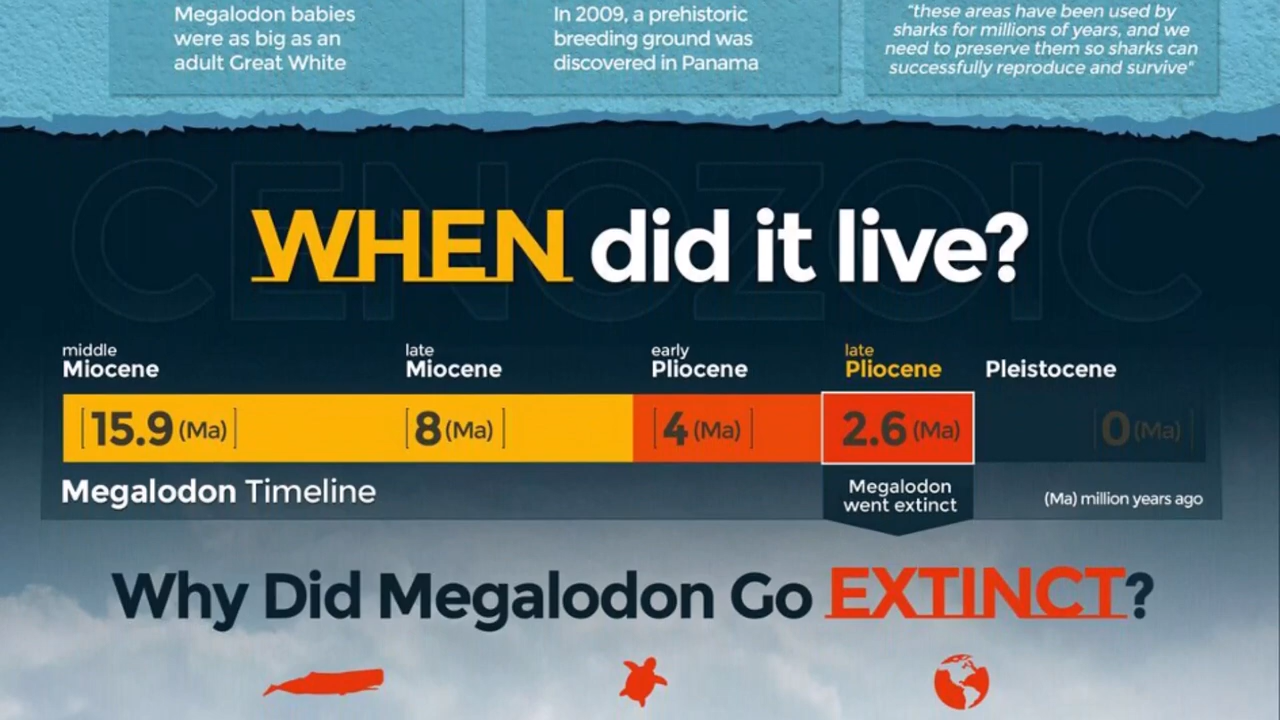 Megalodon babies
were as big as an
adult Great White
In 2009, a prehistoric
breeding ground was
discovered in Panama
"these areas have been used by
sharks for millions of years, and we
need to preserve them so sharks can
successfully reproduce and survive"
CENOZOIC
WHEN did it live?
middle
Miocene
late
Miocene
early
Pliocene
late
Pliocene
Pleistocene
[15.9 (Ma)]
[8 (Ma)]
[4 (Ma)]
2.6 (Ma)
[0 (Ma)]
Megalodon Timeline
Megalodon
went extinct
(Ma) million years ago
Why Did Megalodon Go EXTINCT?